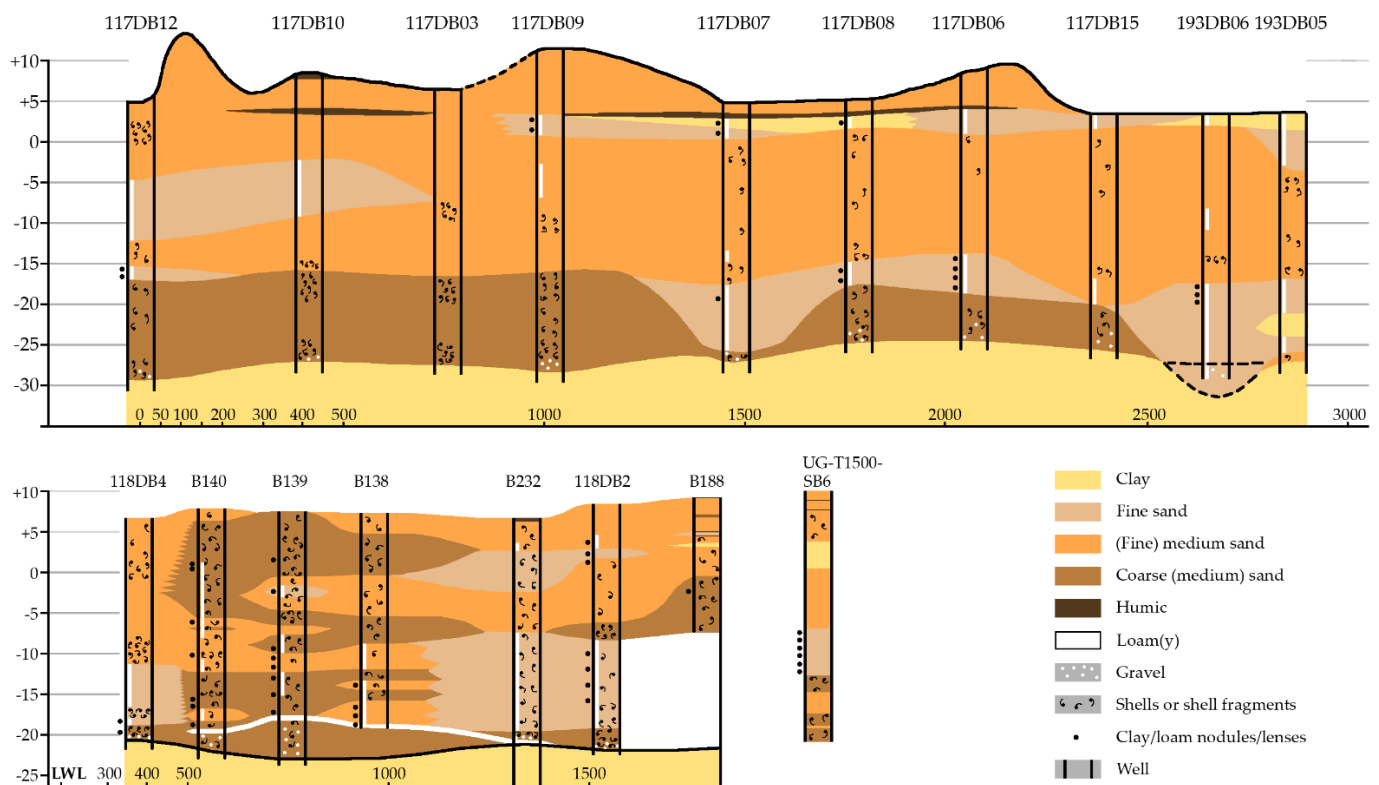 117DB12 117DB10 117DB03 117DB09 117DB07 117DB08 117DB06 117DB15 193DB06 193DB05
+10
+5
0
-5
-10
-15
-20
-25
-30
0 50 100 200 300 400 500 1000 1500 2000 2500 3000
UG-T1500-
118DB4 B140 B139 B138 B232 118DB2 B188 SB6
+10
+5
0
-5
-10
-15
-20
-25
LWL 300 400 500 1000 1500
Clay
Fine sand
(Fine) medium sand
Coarse (medium) sand
Humic
Loam(y)
Gravel
Shells or shell fragments
Clay/loam nodules/lenses
Well